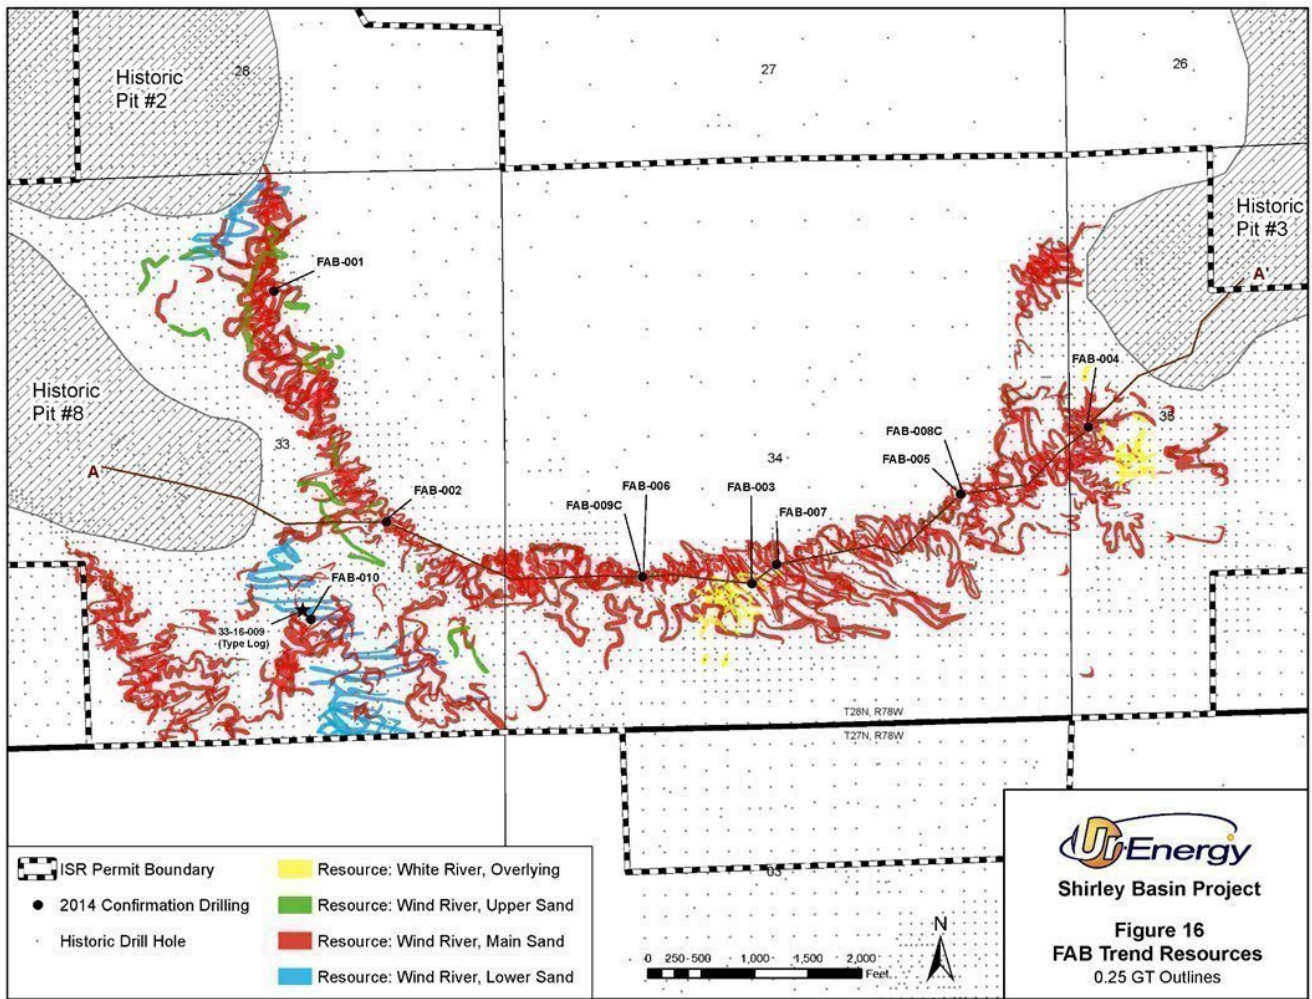 28
27
26
Historic
Pit #2
Historic
Pit #3
A'
FAB-001
FAB-004
Historic
Pit #8
35
33
34
FAB-008C
FAB-005
A
FAB-002
FAB-006
FAB-003
FAB-009C
FAB-007
FAB-010
33-16-009
(Type Log)
T28N, R78W
T27N, R78W
03
ISR Permit Boundary
2014 Confirmation Drilling
Historic Drill Hole
Resource: White River, Overlying
Resource: Wind River, Upper Sand
Resource: Wind River, Main Sand
Resource: Wind River, Lower Sand
N
0 250 500 1,000 1,500 2,000
Feet
Ur-Energy
Shirley Basin Project
Figure 16
FAB Trend Resources
0.25 GT Outlines